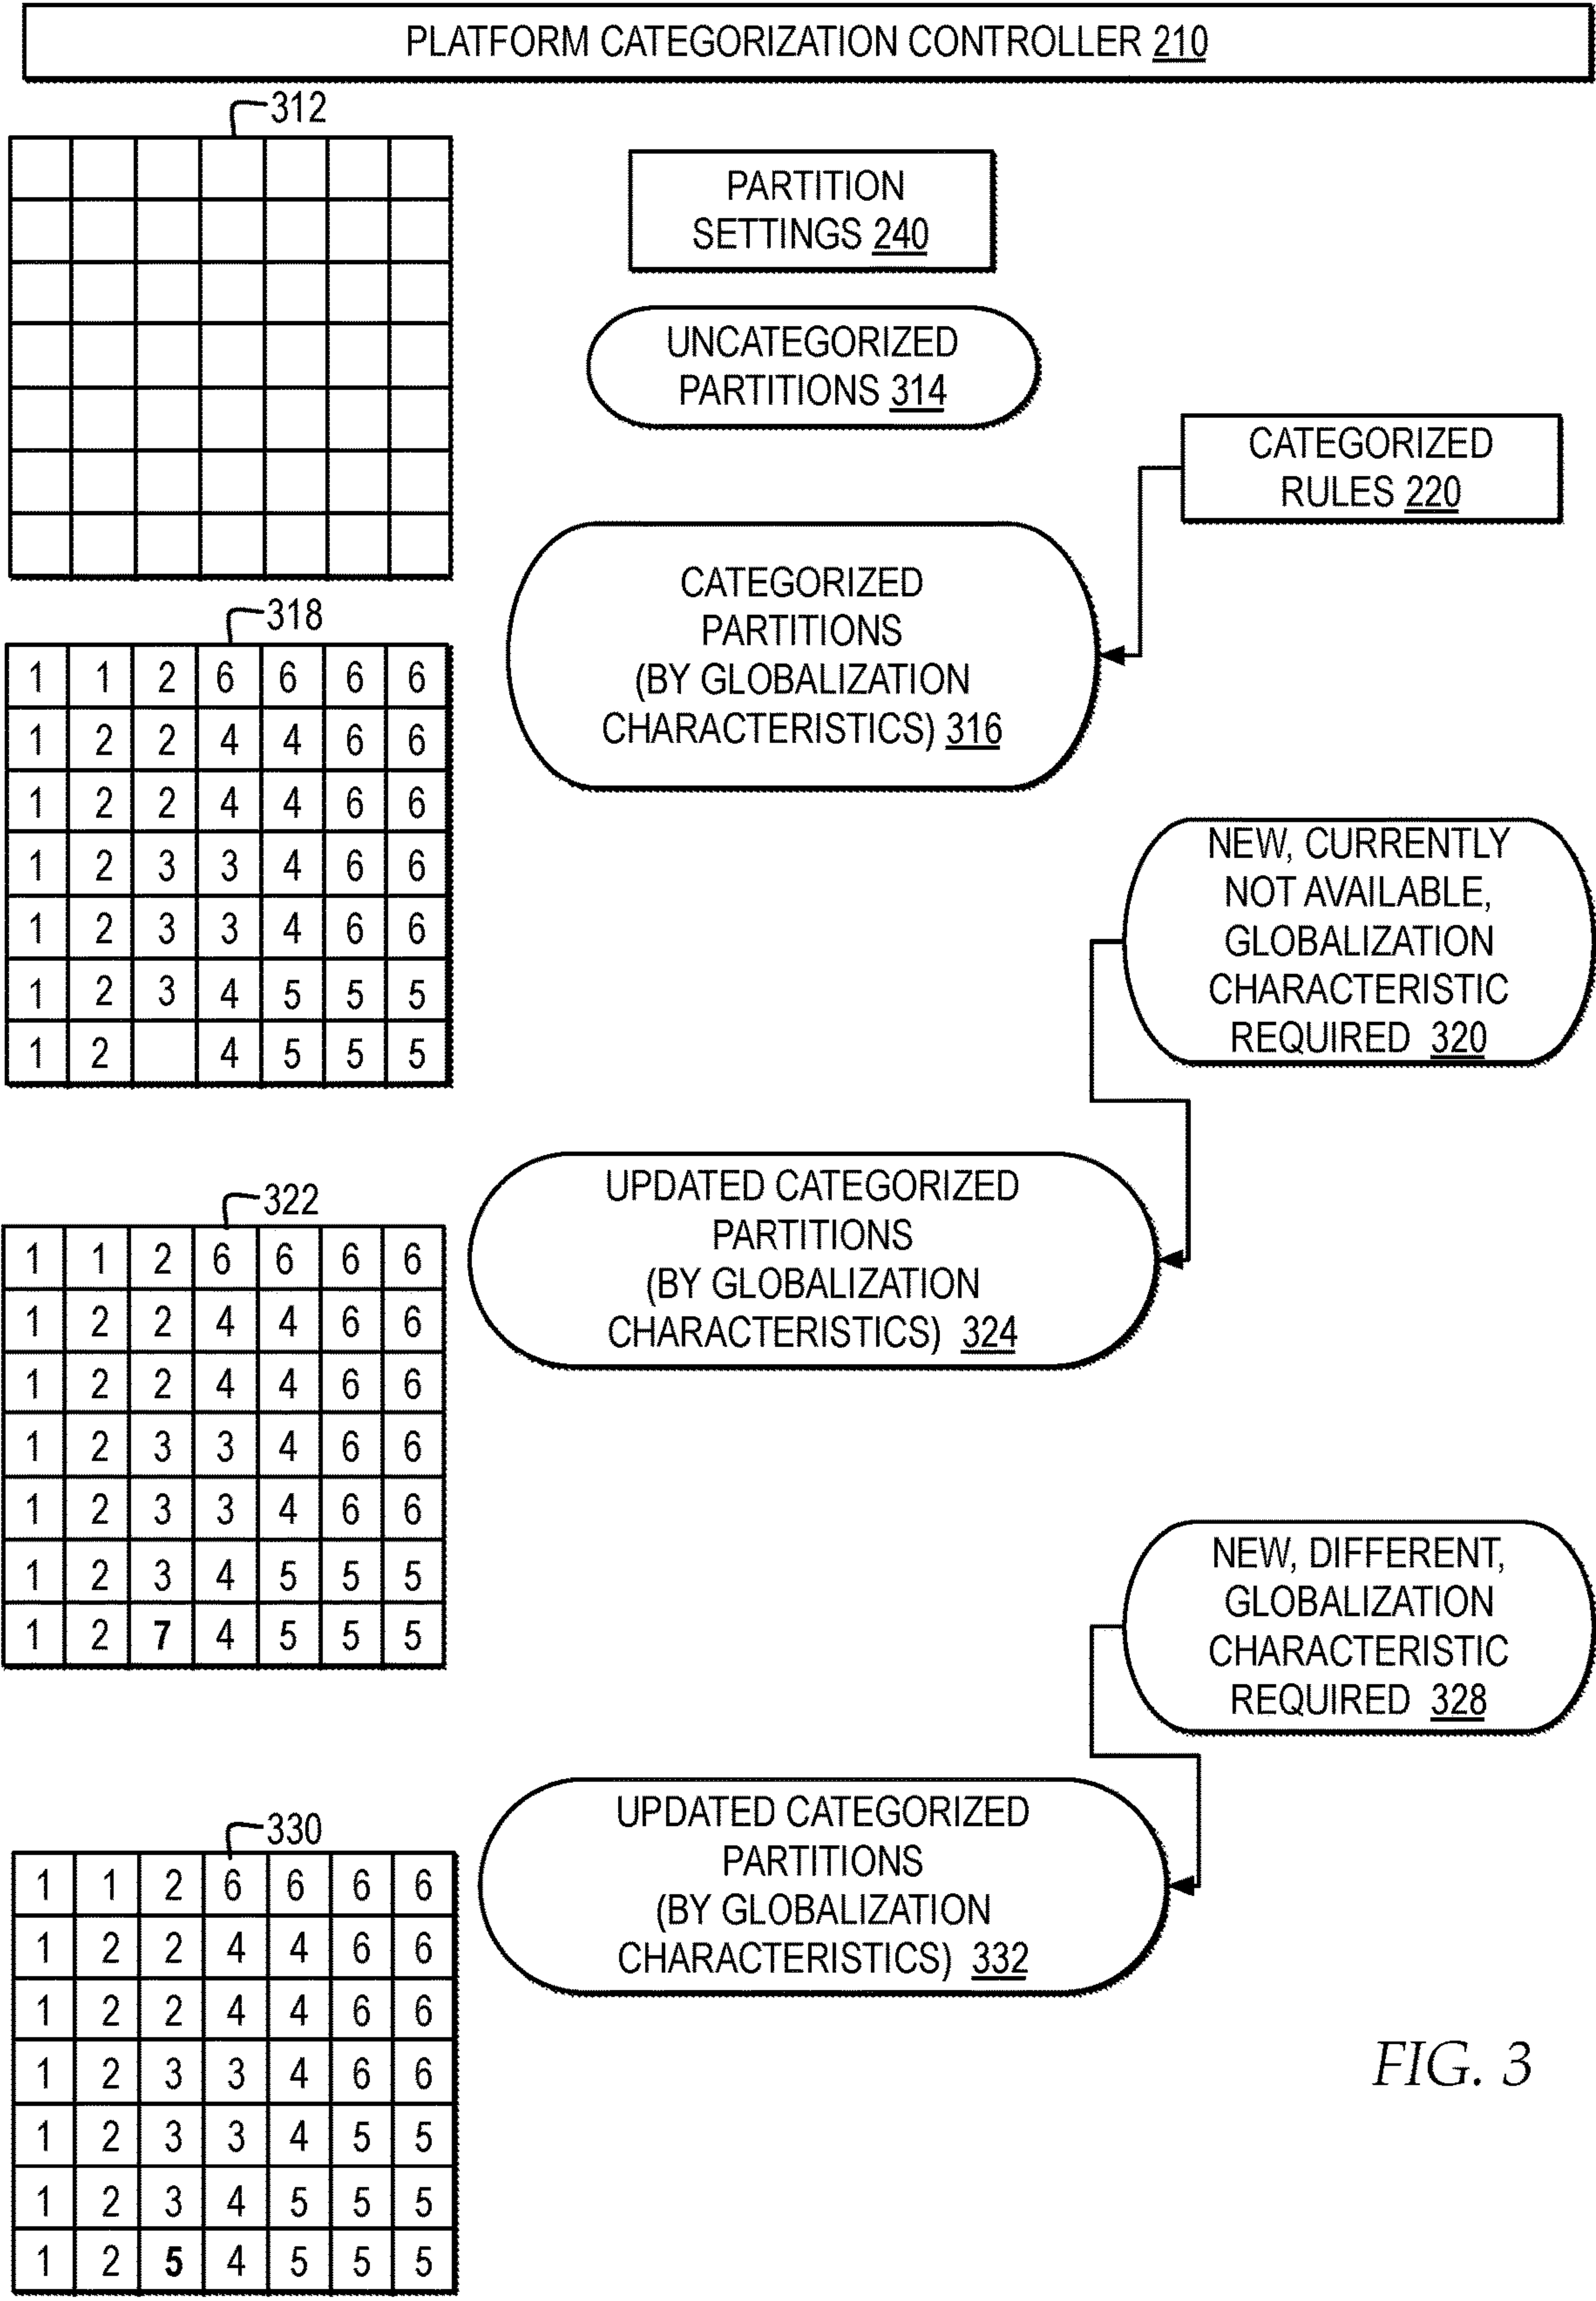 PLATFORM CATEGORIZATION CONTROLLER 210
312
PARTITION
SETTINGS 240
UNCATEGORIZED
PARTITIONS 314
CATEGORIZED
RULES 220
CATEGORIZED
PARTITIONS
(BY GLOBALIZATION
CHARACTERISTICS) 316
318
1 1 2 6 6 6 6
1 2 2 4 4 6 6
1 2 2 4 4 6 6
1 2 3 3 4 6 6
1 2 3 3 4 6 6
1 2 3 4 5 5 5
1 2 4 5 5 5
NEW, CURRENTLY
NOT AVAILABLE,
GLOBALIZATION
CHARACTERISTIC
REQUIRED 320
322
1 1 2 6 6 6 6
1 2 2 4 4 6 6
1 2 2 4 4 6 6
1 2 3 3 4 6 6
1 2 3 3 4 6 6
1 2 3 4 5 5 5
1 2 7 4 5 5 5
UPDATED CATEGORIZED
PARTITIONS
(BY GLOBALIZATION
CHARACTERISTICS) 324
NEW, DIFFERENT,
GLOBALIZATION
CHARACTERISTIC
REQUIRED 328
330
1 1 2 6 6 6 6
1 2 2 4 4 6 6
1 2 2 4 4 6 6
1 2 3 3 4 6 6
1 2 3 3 4 5 5
1 2 3 4 5 5 5
1 2 5 4 5 5 5
UPDATED CATEGORIZED
PARTITIONS
(BY GLOBALIZATION
CHARACTERISTICS) 332
FIG. 3